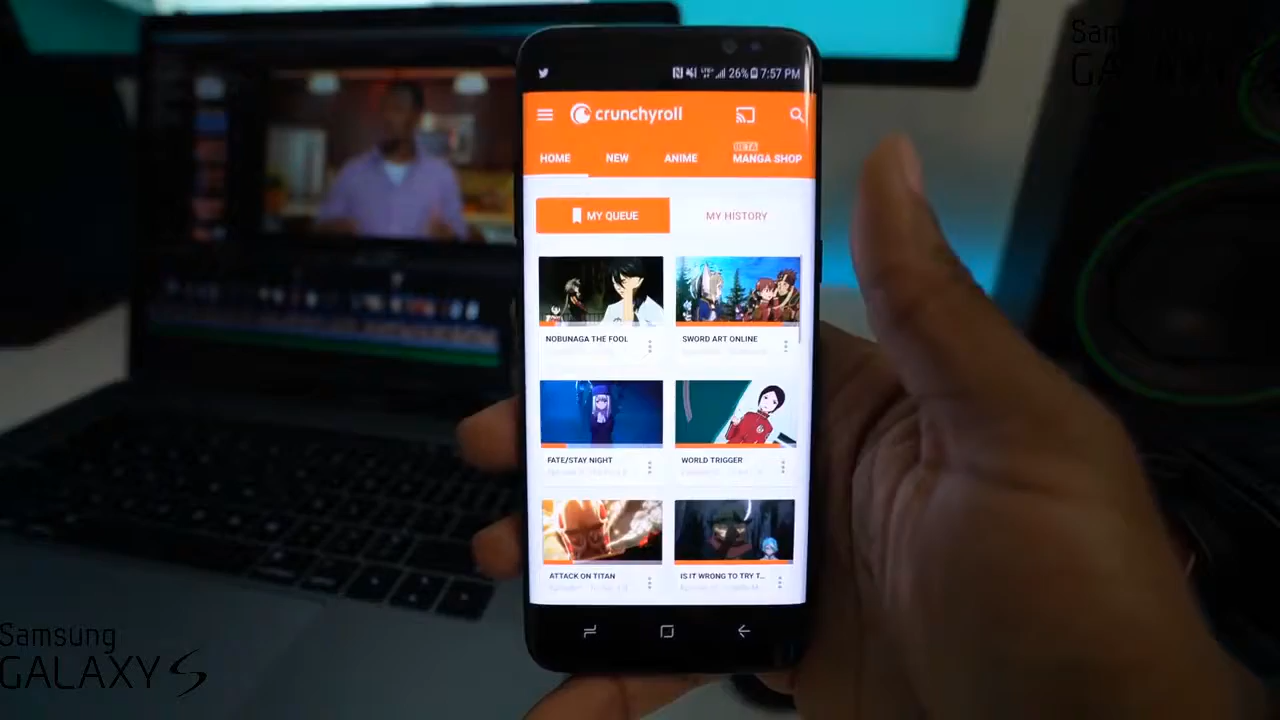 26% 7:57 PM
crunchyroll
HOME NEW ANIME BETA MANGA SHOP
MY QUEUE MY HISTORY
NOBUNAGA THE FOOL SWORD ART ONLINE
FATE/STAY NIGHT WORLD TRIGGER
ATTACK ON TITAN IS IT WRONG TO TRY T...
Samsung
GALAXY S